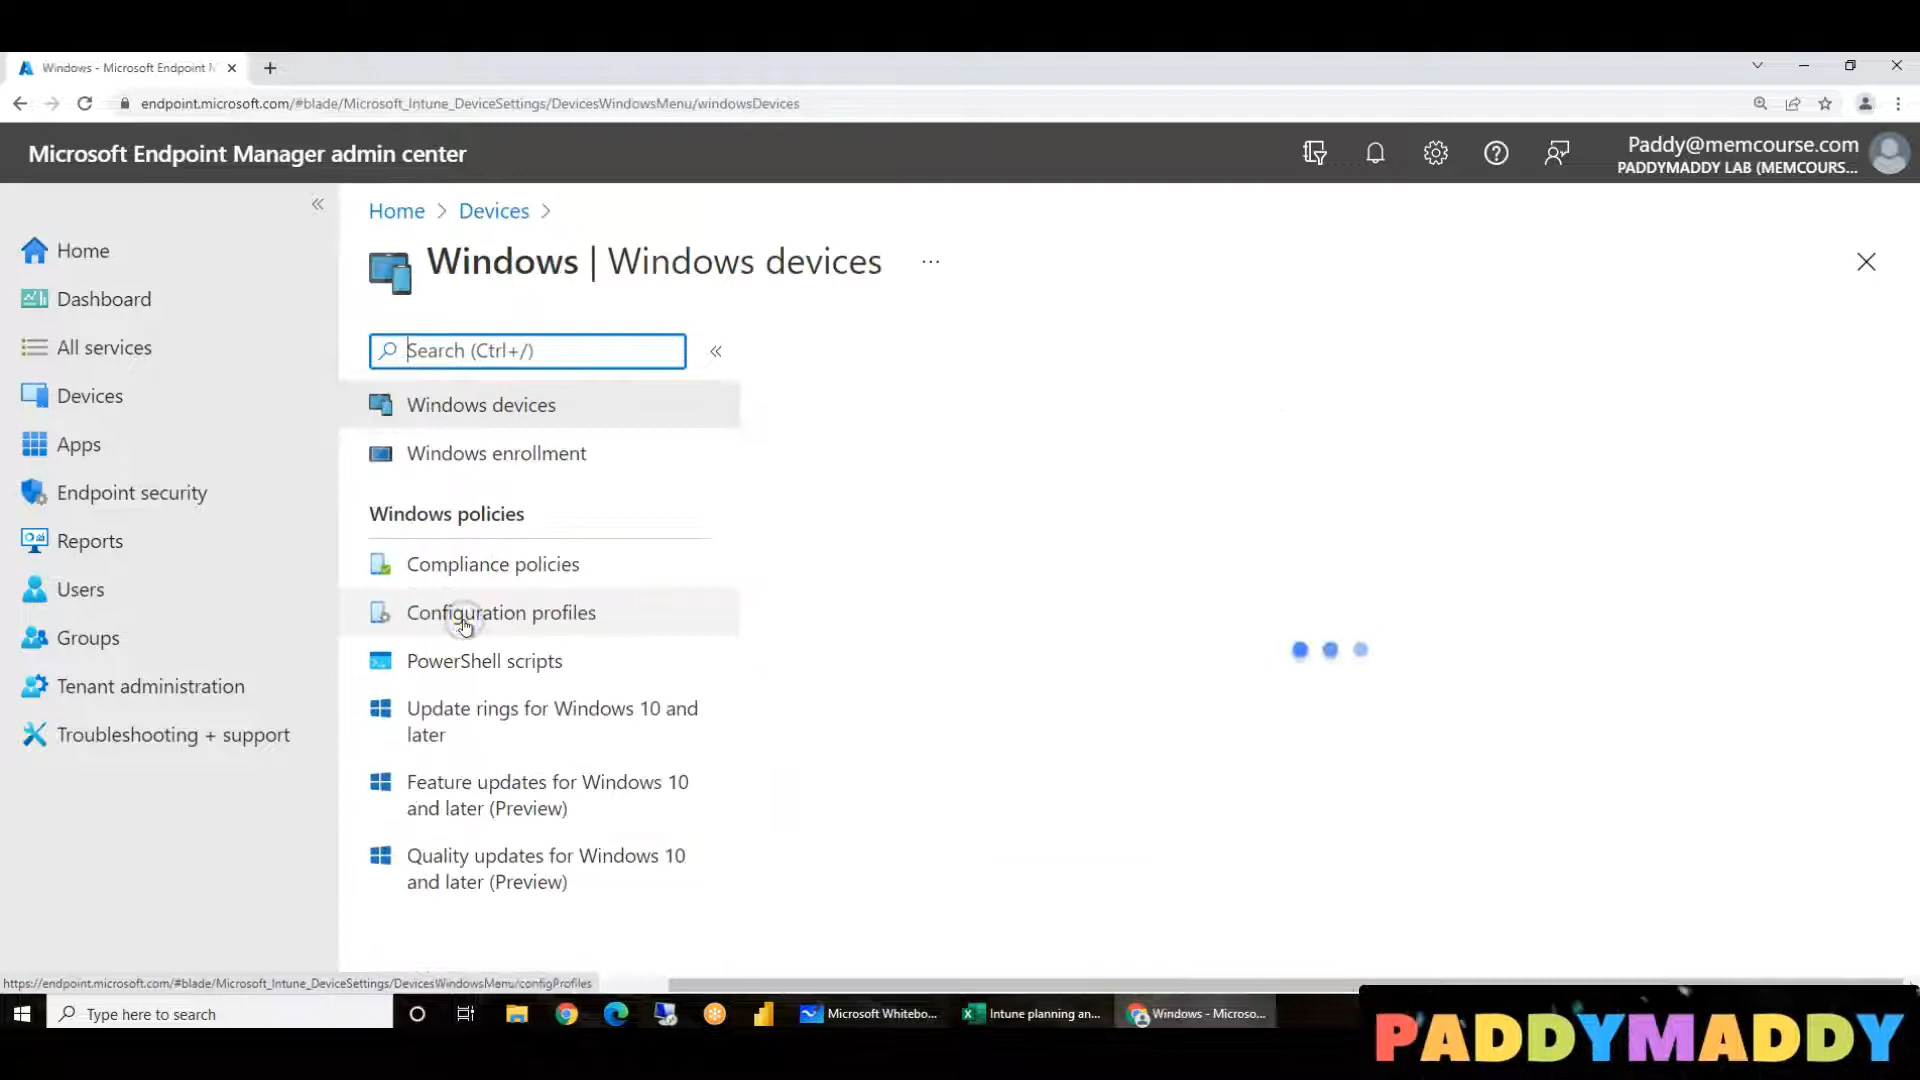 Windows - Microsoft Endpoint M
endpoint.microsoft.com/#blade/Microsoft_Intune_DeviceSettings/DevicesWindowsMenu/windowsDevices
Microsoft Endpoint Manager admin center
Paddy@memcourse.com
PADDYMADDY LAB (MEMCOURS...
Home
Dashboard
All services
Devices
Apps
Endpoint security
Reports
Users
Groups
Tenant administration
Troubleshooting + support
Home > Devices >
Windows | Windows devices ...
Search (Ctrl+/)
Windows devices
Windows enrollment
Windows policies
Compliance policies
Configuration profiles
PowerShell scripts
Update rings for Windows 10 and
later
Feature updates for Windows 10
and later (Preview)
Quality updates for Windows 10
and later (Preview)
https://endpoint.microsoft.com/#blade/Microsoft_Intune_DeviceSettings/DevicesWindowsMenu/configProfiles
Type here to search
Microsoft Whitebo...
Intune planning an...
Windows - Microso...
PADDYMADDY